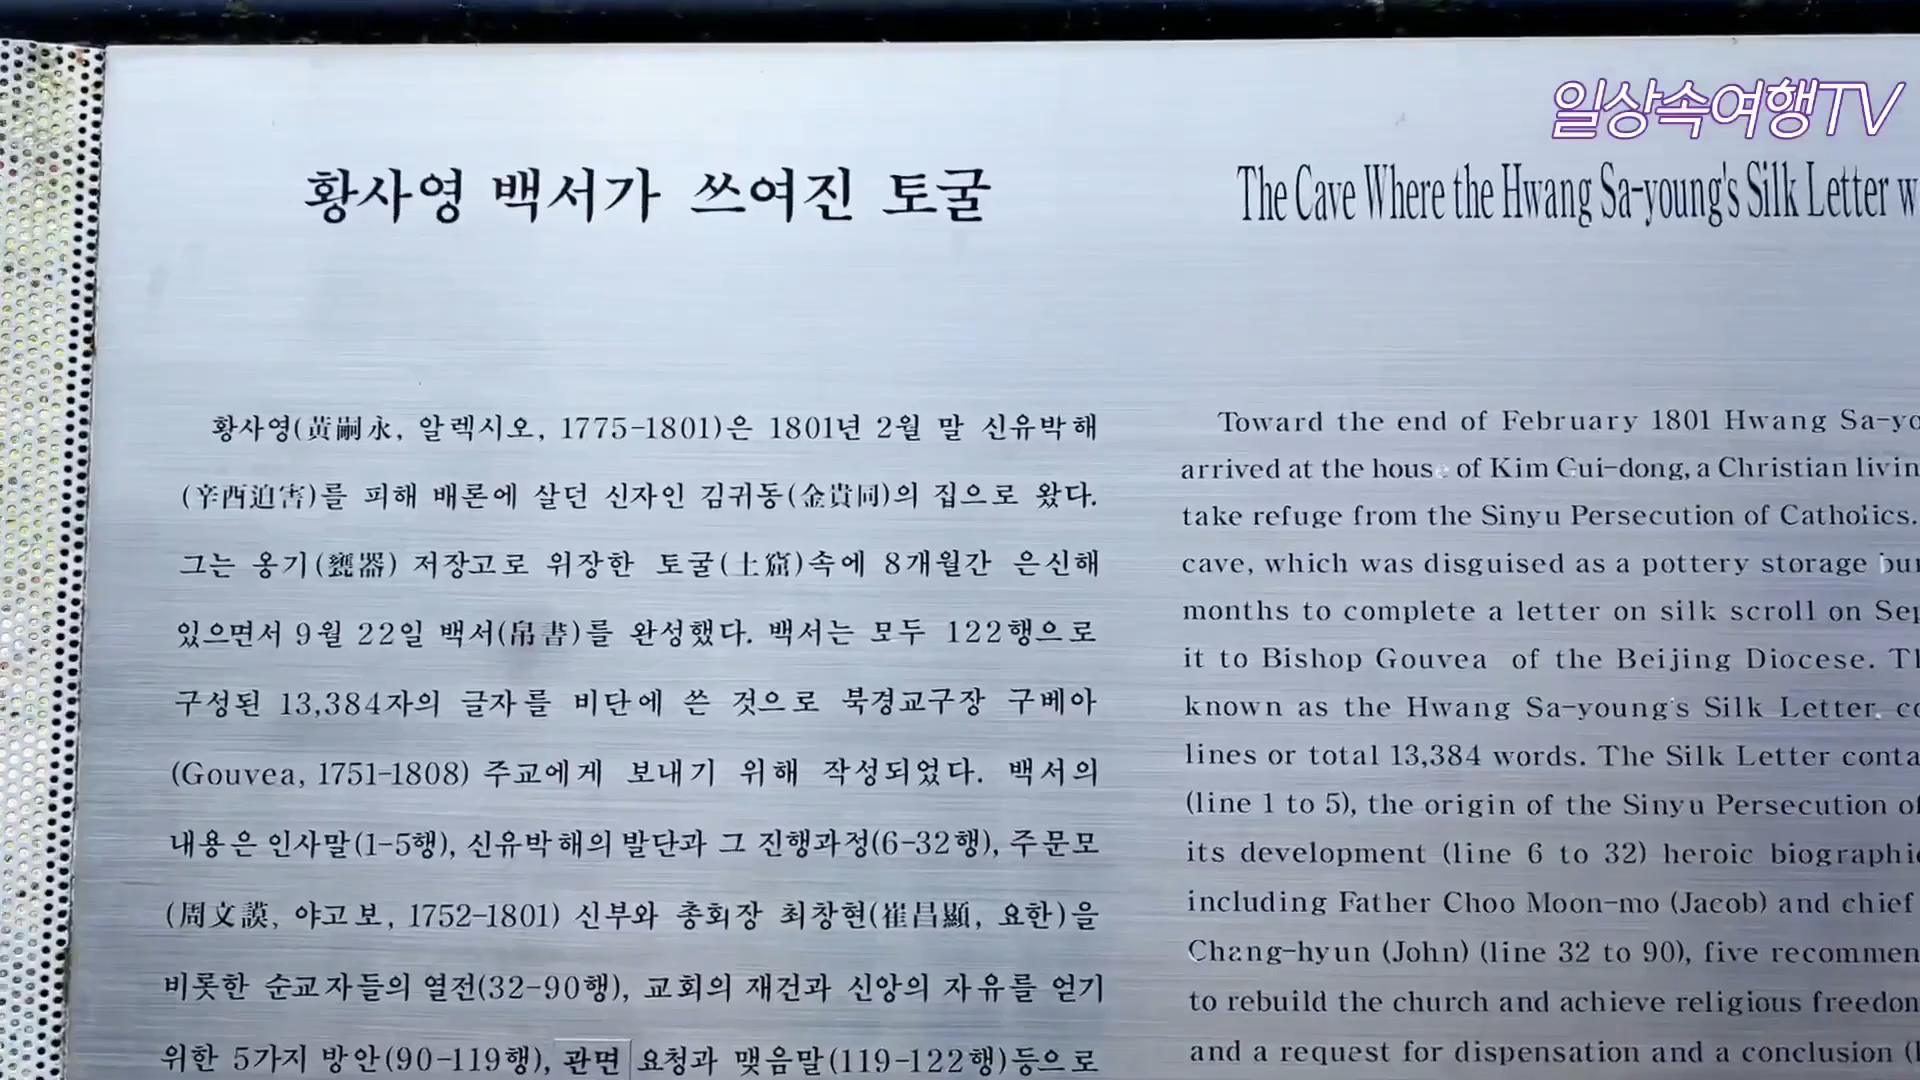 일상속여행TV
황사영 백서가 쓰여진 토굴
황사영(黃嗣永, 알렉시오, 1775-1801)은 1801년 2월 말 신유박해
(辛酉迫害)를 피해 배론에 살던 신자인 김귀동(金貴同)의 집으로 왔다.
그는 옹기(甕器) 저장고로 위장한 토굴(土窟)속에 8개월간 은신해
있으면서 9월 22일 백서(帛書)를 완성했다. 백서는 모두 122행으로
구성된 13,384자의 글자를 비단에 쓴 것으로 북경교구장 구베아
(Gouvea, 1751-1808) 주교에게 보내기 위해 작성되었다. 백서의
내용은 인사말(1-5행), 신유박해의 발단과 그 진행과정(6-32행), 주문모
(周文謨, 야고보, 1752-1801) 신부와 총회장 최창현(崔昌顯, 요한)을
비롯한 순교자들의 열전(32-90행), 교회의 재건과 신앙의 자유를 얻기
위한 5가지 방안(90-119행), 관면 요청과 맺음말(119-122행)등으로
The Cave Where the Hwang Sa-young's Silk Letter
Toward the end of February 1801 Hwang
arrived at the house of Kim Gui-dong, a Christian
take refuge from the Sinyu Persecution of Catholics.
cave, which was disguised as a pottery storage
months to complete a letter on silk scroll on
it to Bishop Gouvea of the Beijing Diocese.
known as the Hwang Sa-young's Silk Letter,
lines or total 13,384 words. The Silk Letter
(line 1 to 5), the origin of the Sinyu Persecution
its development (line 6 to 32) heroic
including Father Choo Moon-mo (Jacob) and chief
Chang-hyun (John) (line 32 to 90), five
to rebuild the church and achieve religious
and a request for dispensation and a conclusion